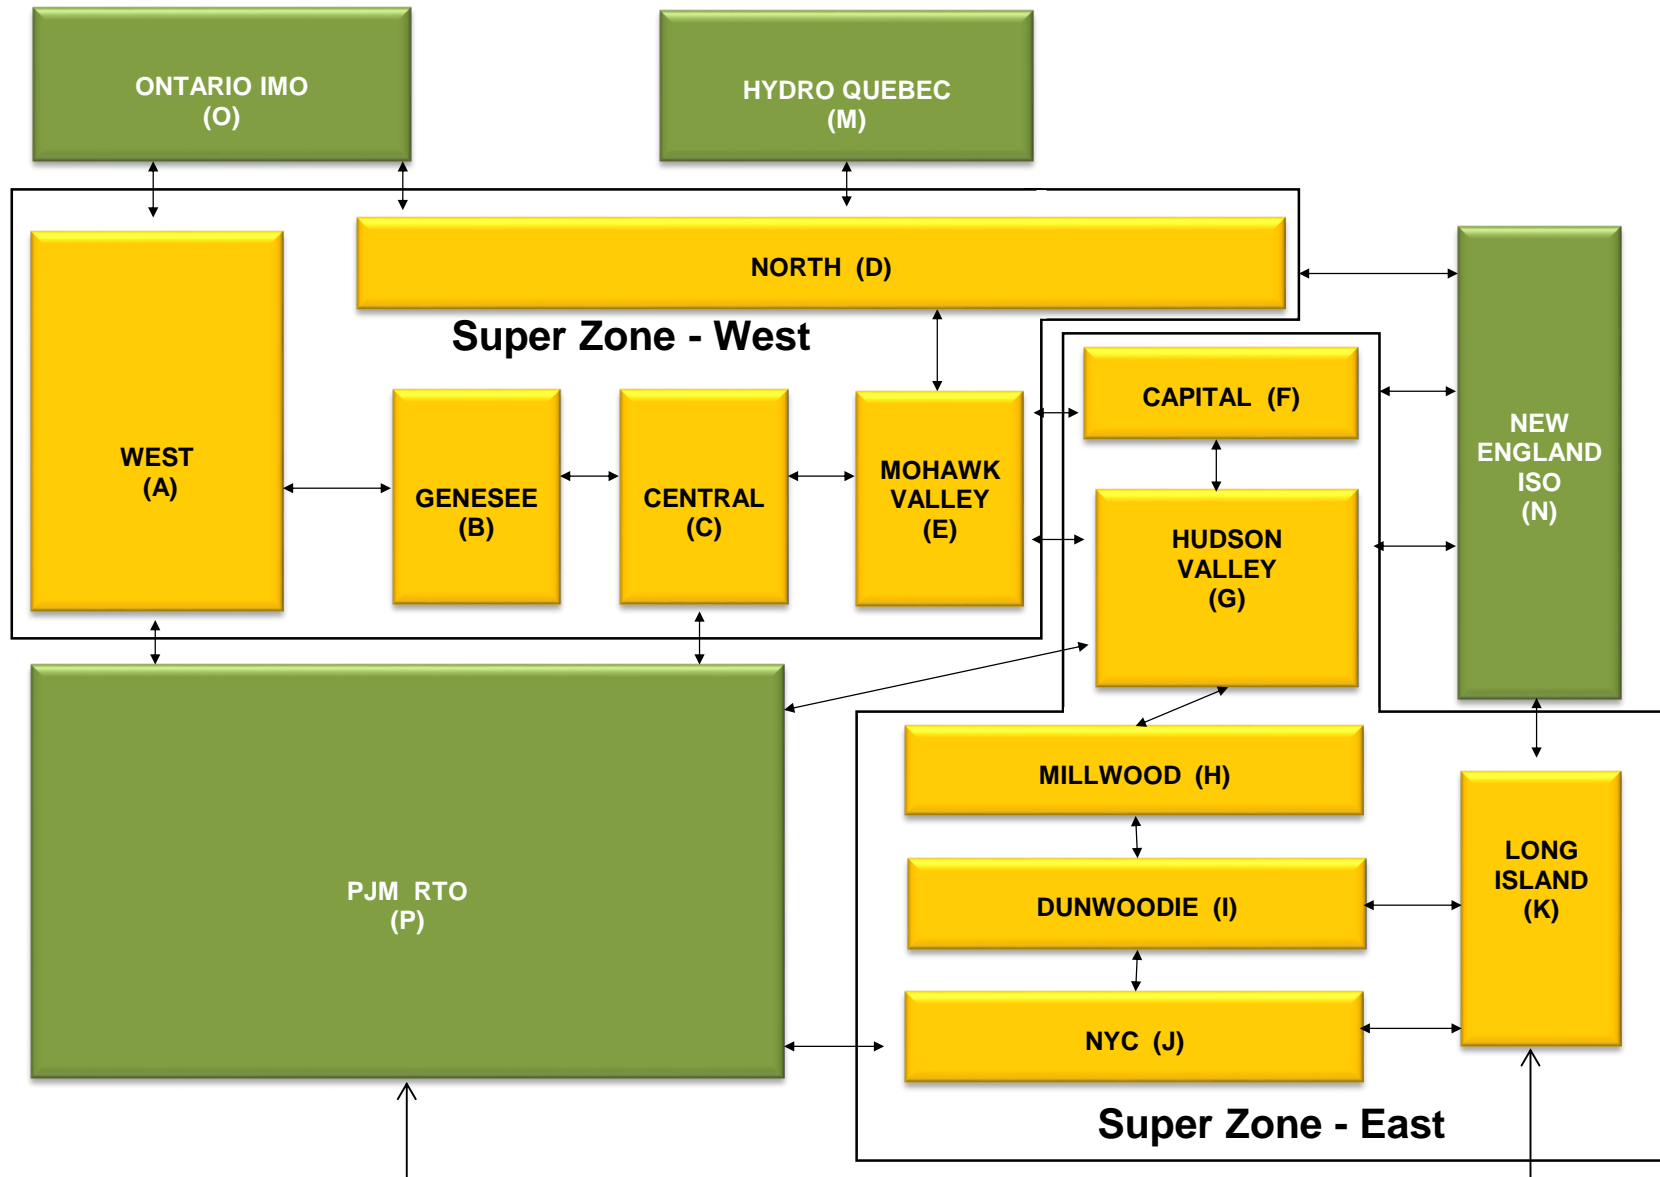 ONTARIO IMO
(O)
HYDRO QUEBEC
(M)
NORTH (D)
Super Zone - West
WEST
(A)
GENESEE
(B)
CENTRAL
(C)
MOHAWK
VALLEY
(E)
CAPITAL (F)
HUDSON
VALLEY
(G)
NEW
ENGLAND
ISO
(N)
PJM RTO
(P)
MILLWOOD (H)
DUNWOODIE (I)
NYC (J)
LONG
ISLAND
(K)
Super Zone - East